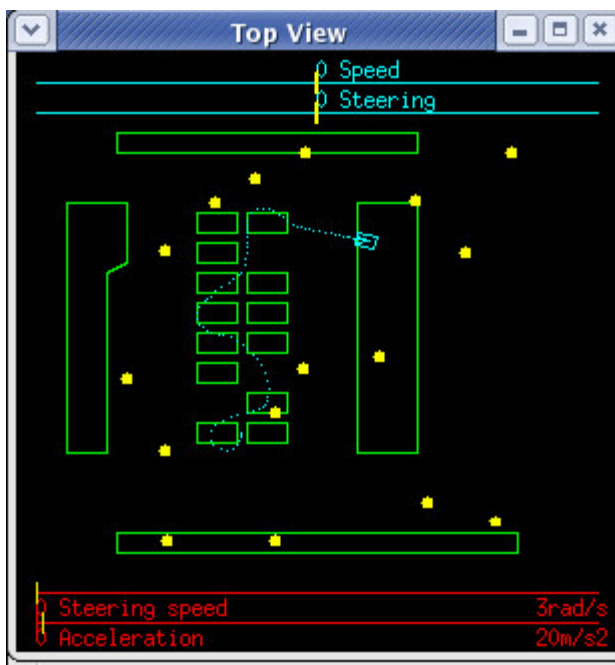 Top View
0 Speed
0 Steering
0 Steering speed 3rad/s
0 Acceleration 20m/s2